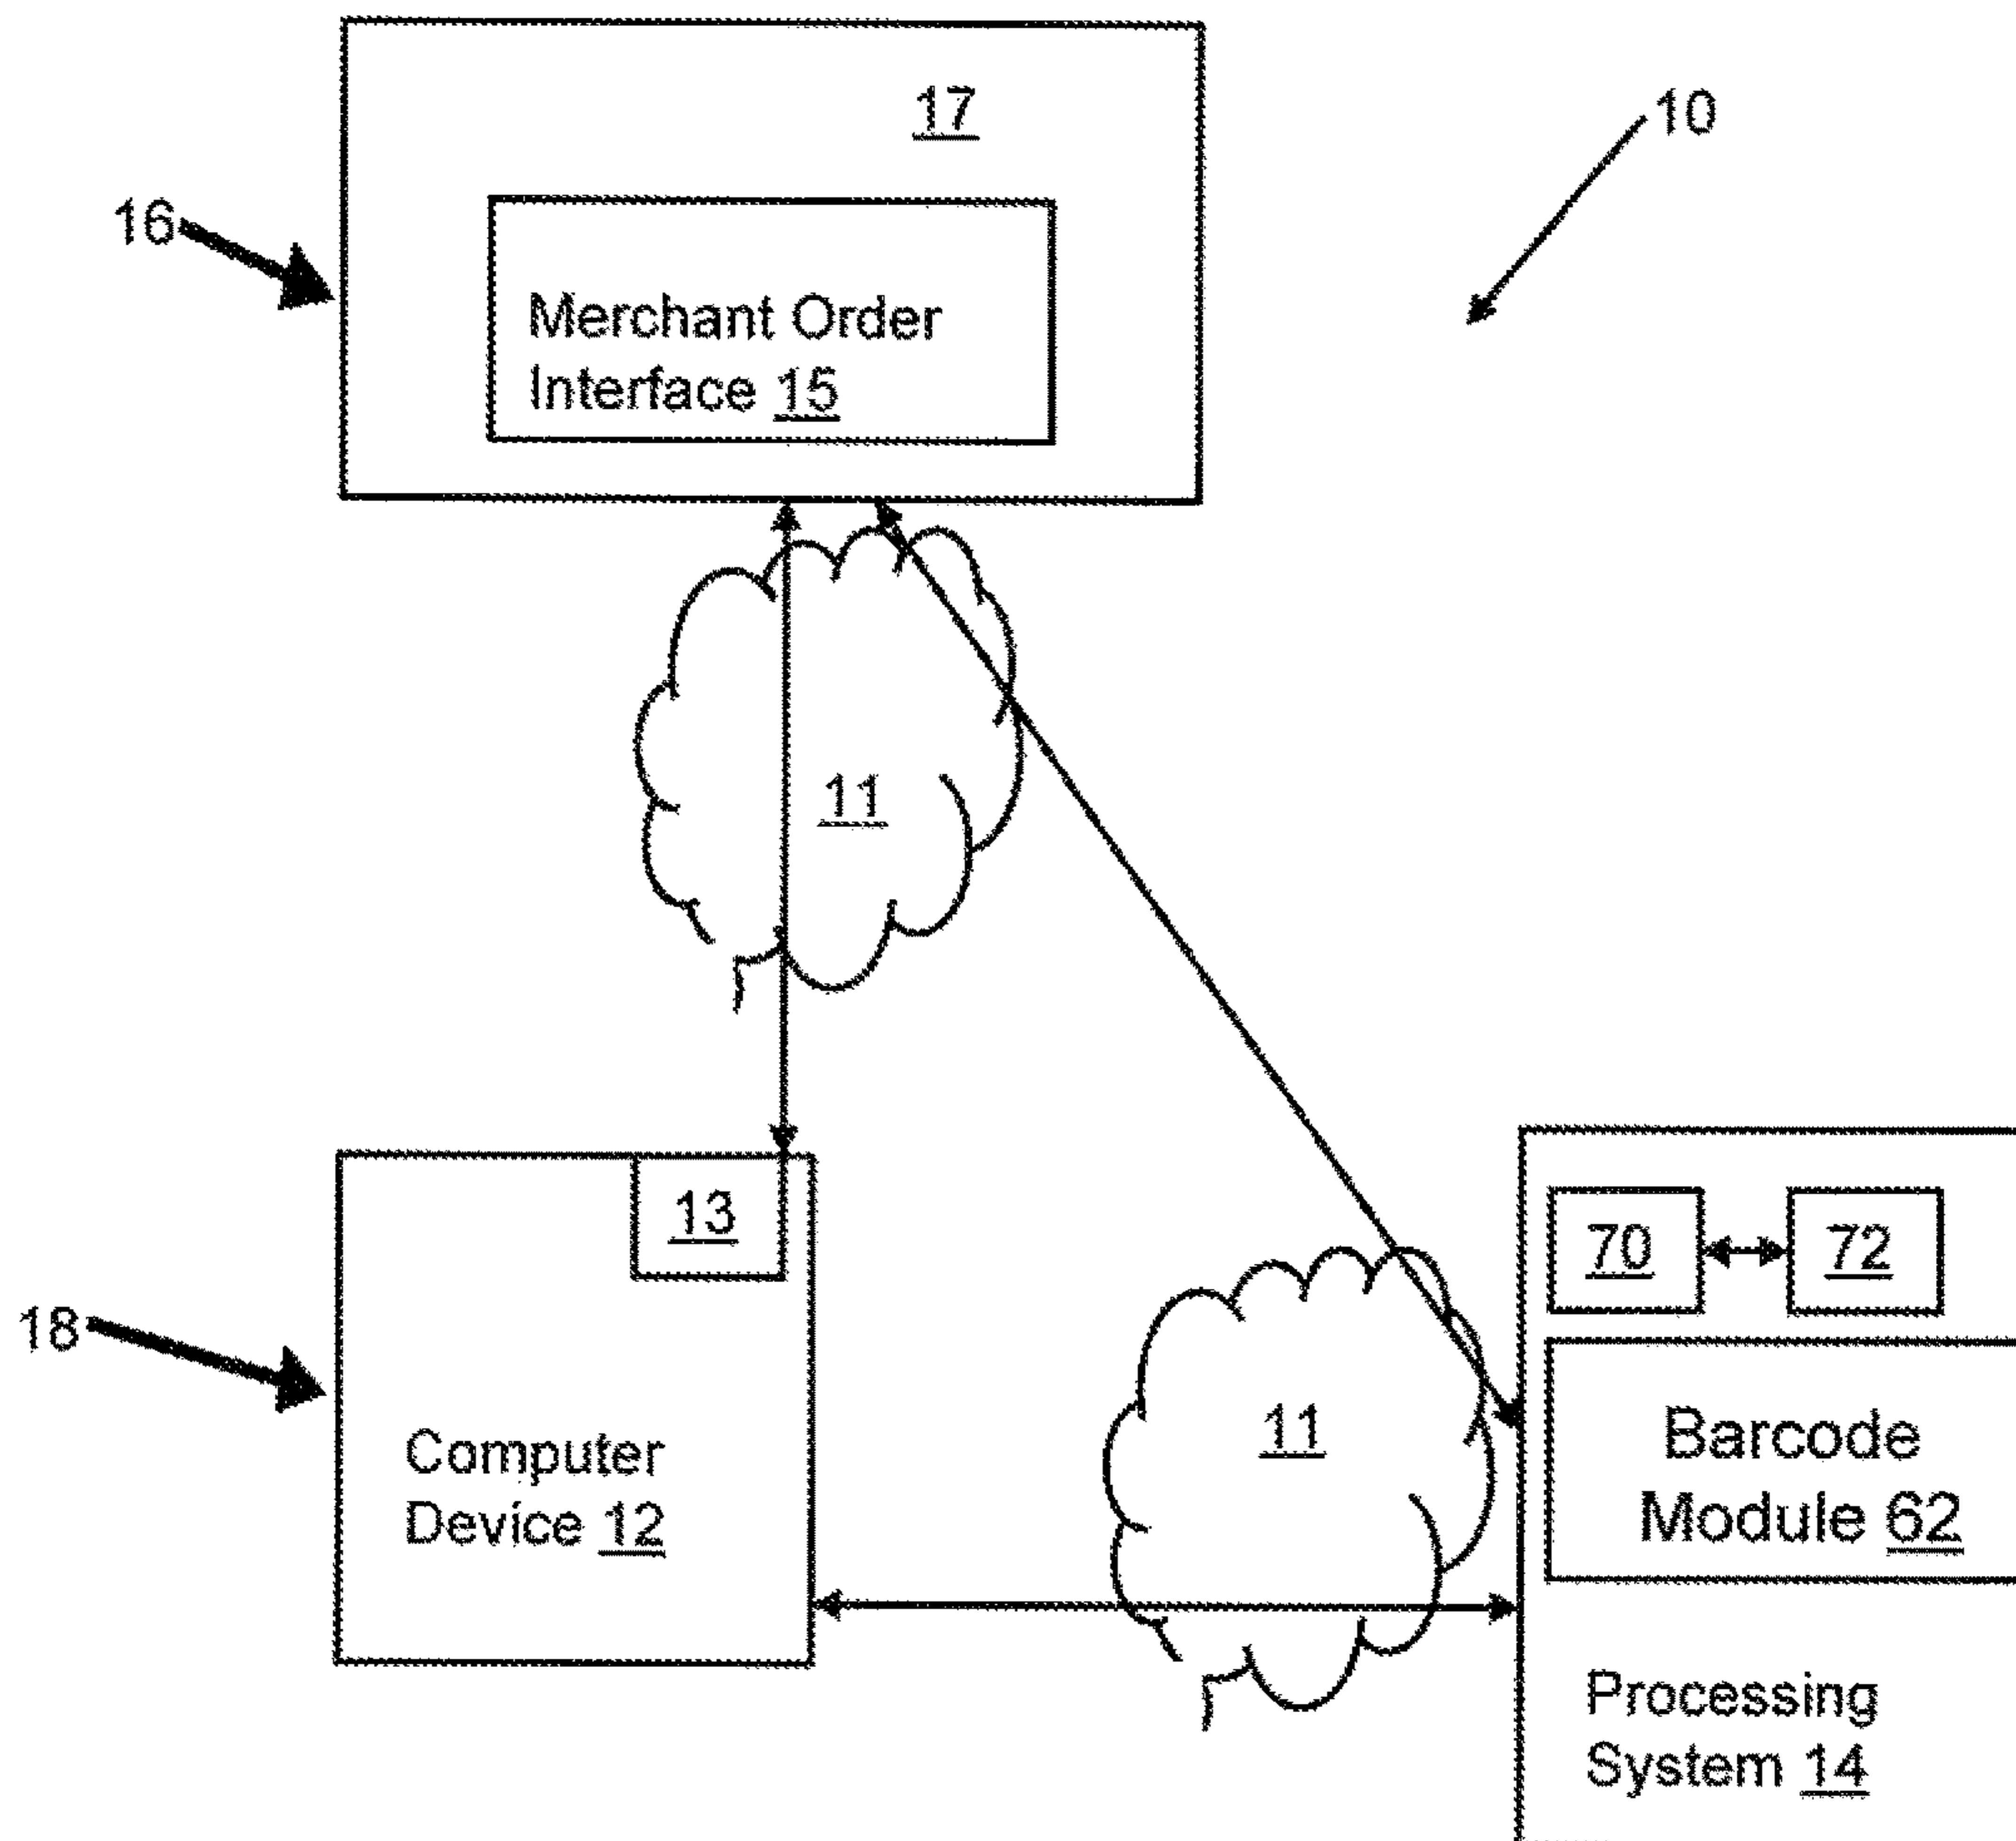 17
10
16
Merchant Order
Interface 15
11
13
70
72
18
11
Barcode
Module 62
Computer
Device 12
Processing
System 14